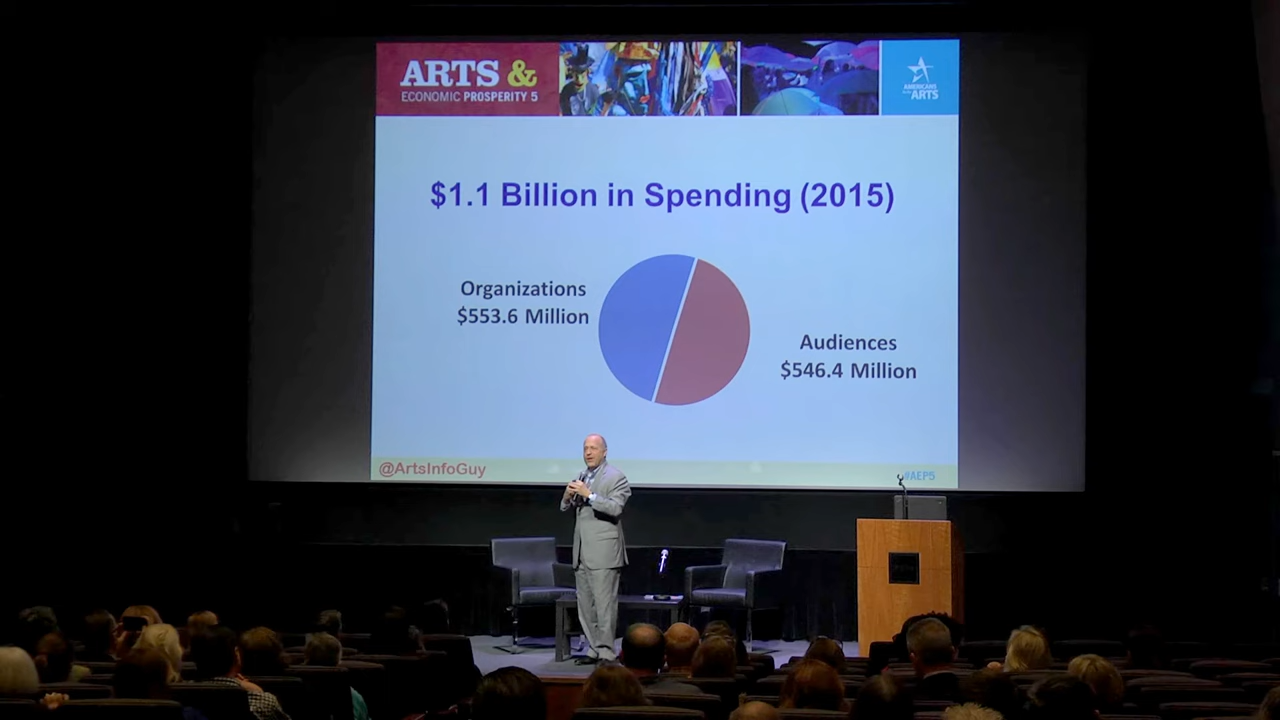 ARTS &
ECONOMIC PROSPERITY 5
AMERICANS
for the
ARTS
$1.1 Billion in Spending (2015)
Organizations
$553.6 Million
Audiences
$546.4 Million
@ArtsInfoGuy
#AEP5